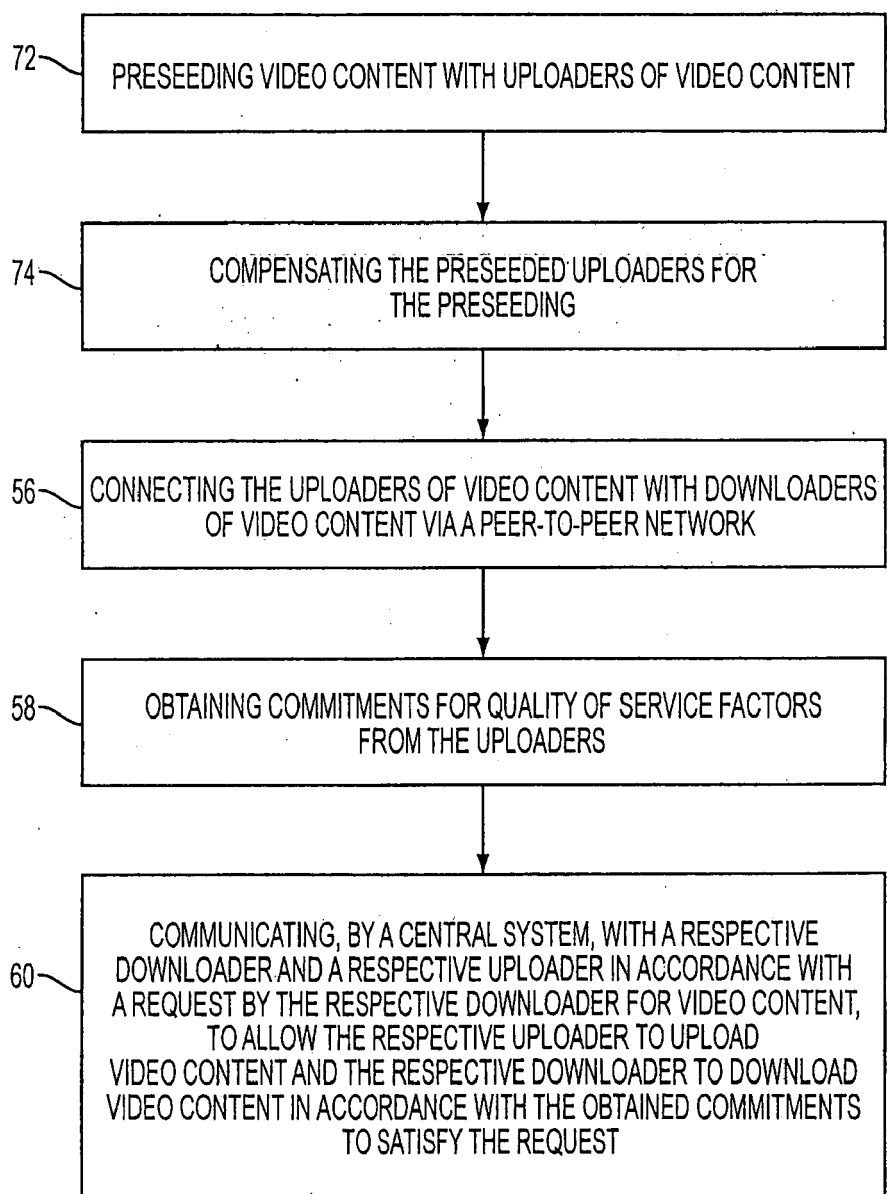 72
PRESEEDING VIDEO CONTENT WITH UPLOADERS OF VIDEO CONTENT
74
COMPENSATING THE PRESEEDED UPLOADERS FOR
THE PRESEEDING
56
CONNECTING THE UPLOADERS OF VIDEO CONTENT WITH DOWNLOADERS
OF VIDEO CONTENT VIA A PEER-TO-PEER NETWORK
58
OBTAINING COMMITMENTS FOR QUALITY OF SERVICE FACTORS
FROM THE UPLOADERS
60
COMMUNICATING, BY A CENTRAL SYSTEM, WITH A RESPECTIVE
DOWNLOADER AND A RESPECTIVE UPLOADER IN ACCORDANCE WITH
A REQUEST BY THE RESPECTIVE DOWNLOADER FOR VIDEO CONTENT,
TO ALLOW THE RESPECTIVE UPLOADER TO UPLOAD
VIDEO CONTENT AND THE RESPECTIVE DOWNLOADER TO DOWNLOAD
VIDEO CONTENT IN ACCORDANCE WITH THE OBTAINED COMMITMENTS
TO SATISFY THE REQUEST